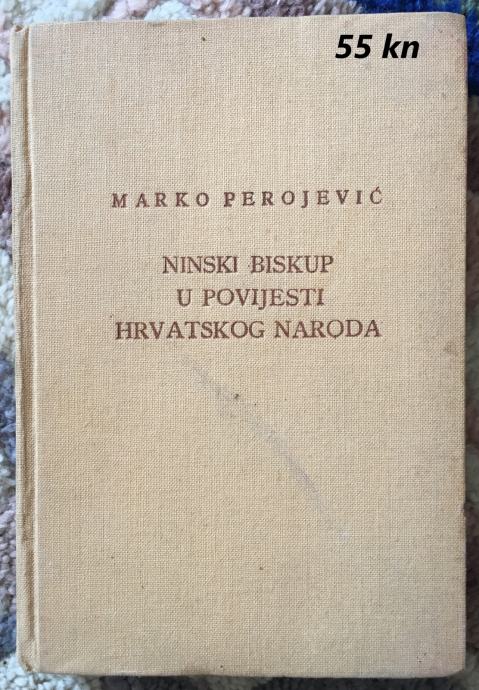 55 kn
MARKO PEROJEVIĆ
NINSKI BISKUP
U POVIJESTI
HRVATSKOG NARODA